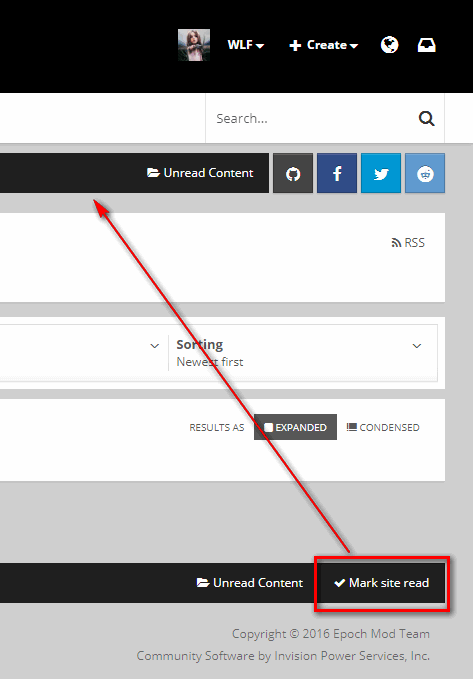 WLF
Create
Search...
Unread Content
RSS
Sorting
Newest first
RESULTS AS
EXPANDED
CONDENSED
Unread Content
Mark site read
Copyright © 2016 Epoch Mod Team
Community Software by Invision Power Services, Inc.